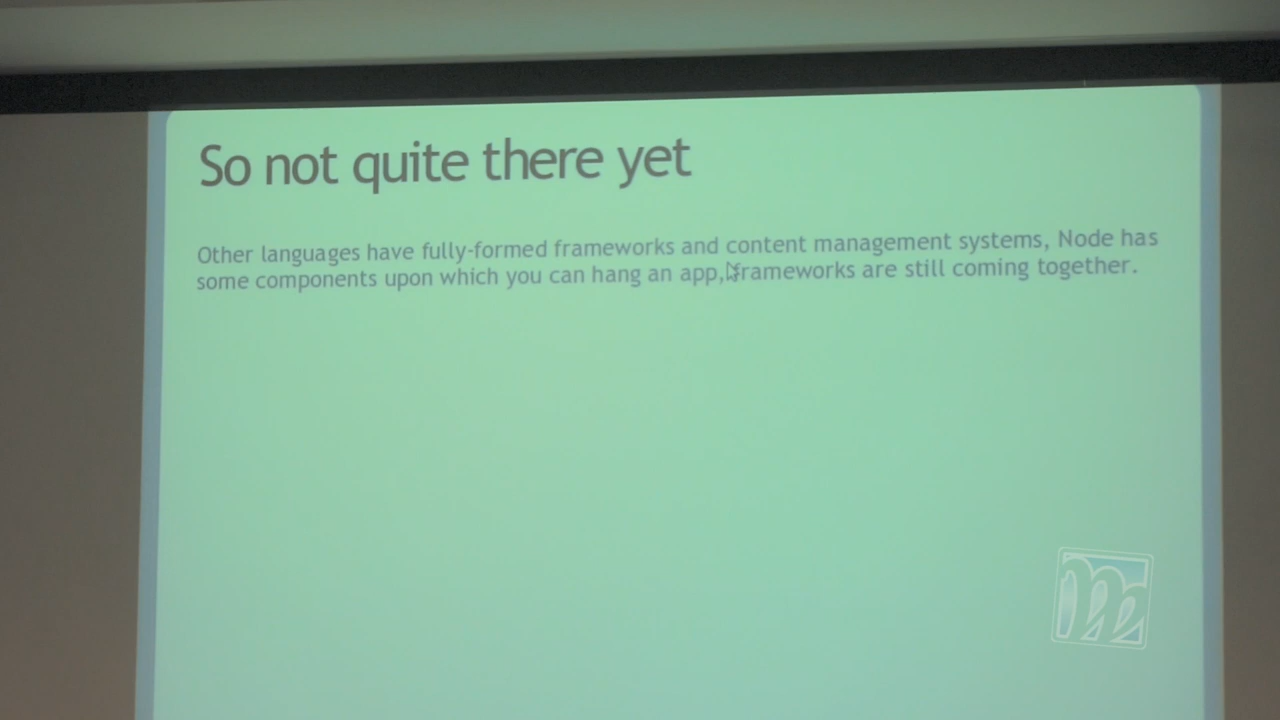 So not quite there yet
Other languages have fully-formed frameworks and content management systems, Node has
some components upon which you can hang an app, frameworks are still coming together.